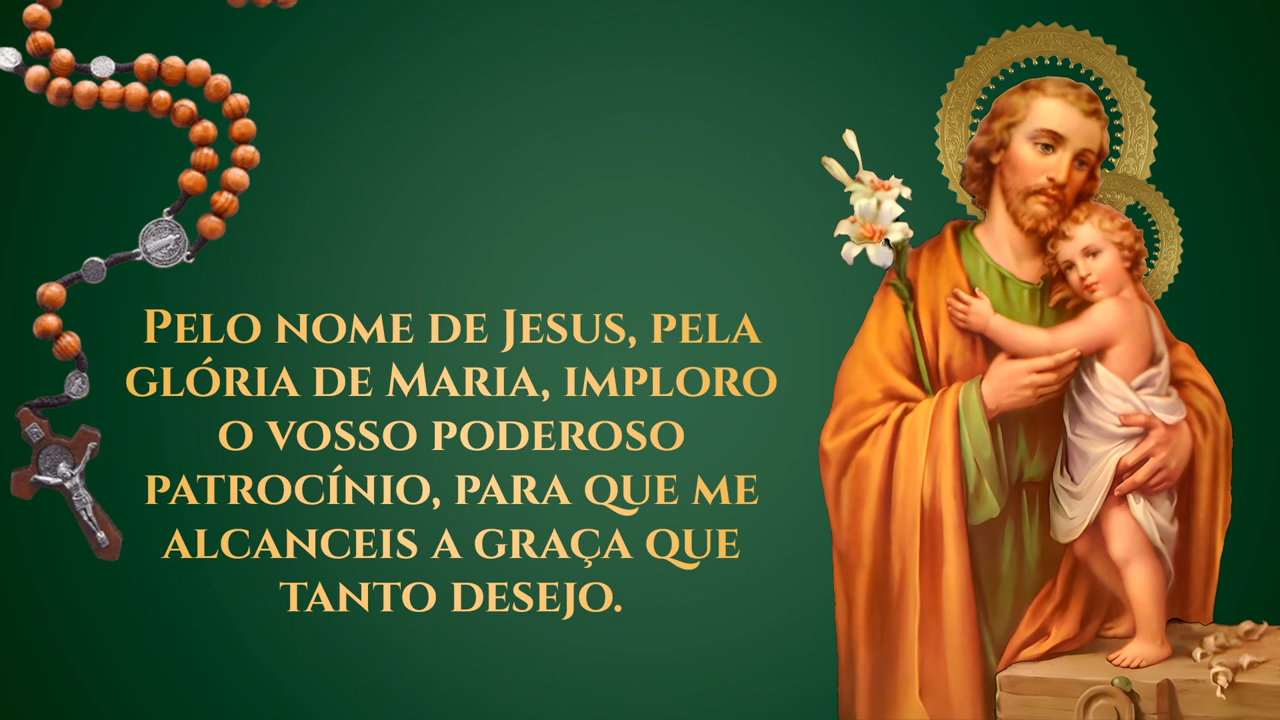 Pelo nome de Jesus, pela
glória de Maria, imploro
o vosso poderoso
patrocínio, para que me
alcanceis a graça que
tanto desejo.